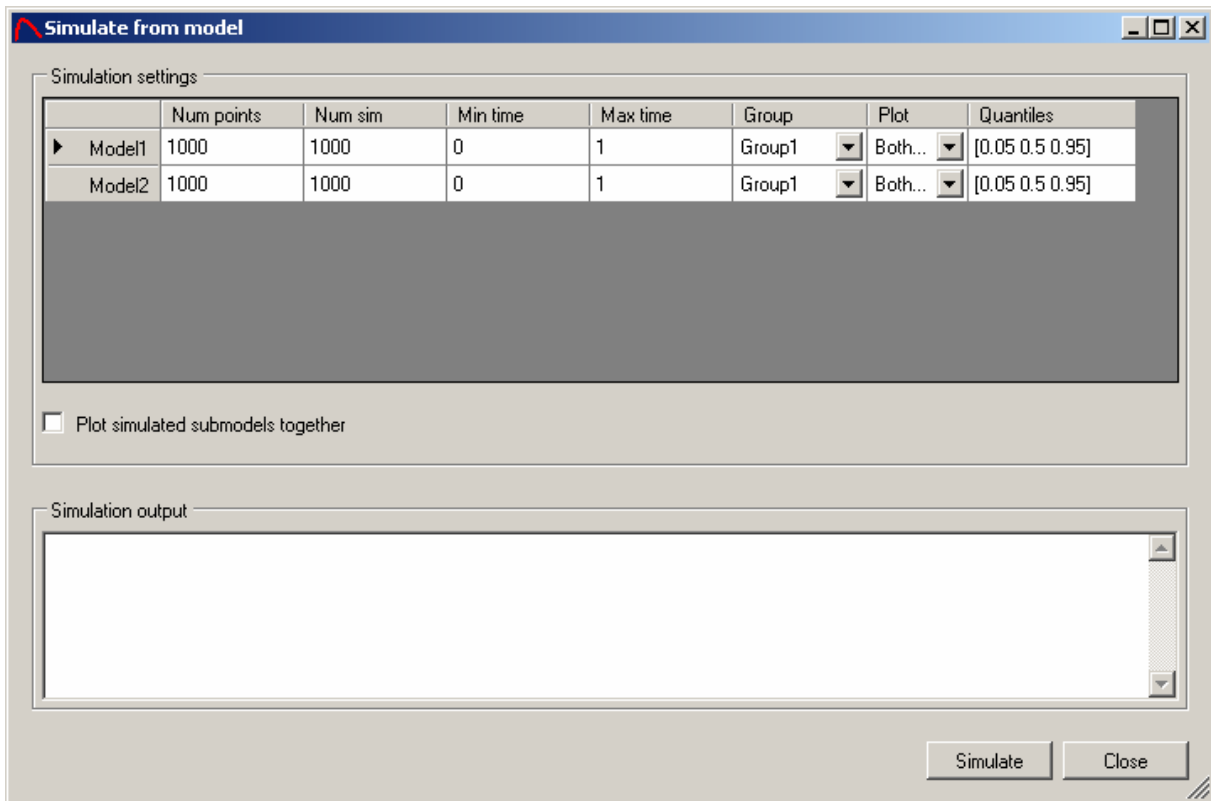 Simulate from model
Simulation settings
Num points Num sim Min time Max time Group Plot Quantiles
Model1 1000 1000 0 1 Group1 Both... [0.05 0.5 0.95]
Model2 1000 1000 0 1 Group1 Both... [0.05 0.5 0.95]
Plot simulated submodels together
Simulation output
Simulate Close